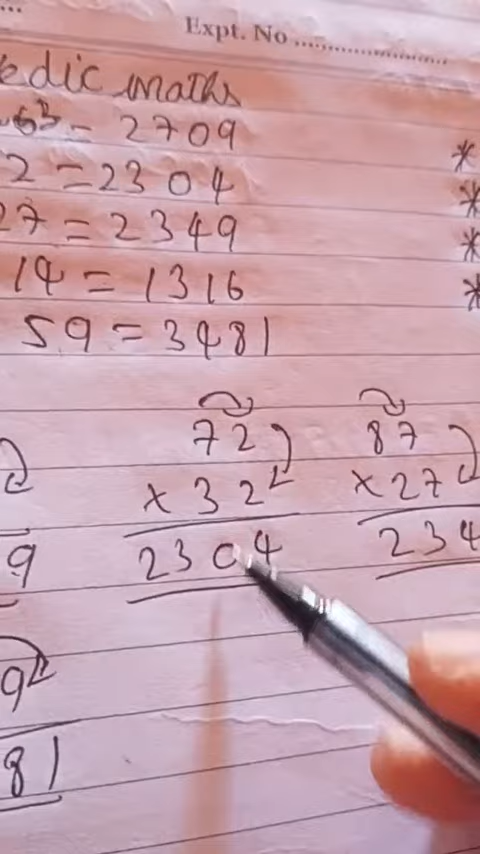 Expt. No
edic maths
63 = 2709
2 = 2304
27 = 2349
14 = 1316
59 = 3481
72 87
×32 ×27
9 2304 234
9
81